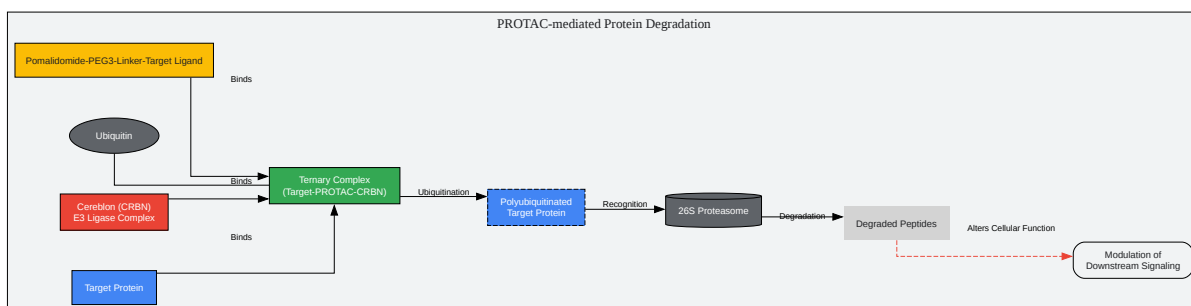 PROTAC-mediated Protein Degradation
Pomalidomide-PEG3-Linker-Target Ligand
Binds
Ubiquitin
Binds
Ternary Complex
(Target-PROTAC-CRBN)
Ubiquitination
Cereblon (CRBN)
E3 Ligase Complex
Polyubiquitinated
Target Protein
Recognition
26S Proteasome
Degradation
Degraded Peptides
Alters Cellular Function
Binds
Modulation of
Downstream Signaling
Target Protein